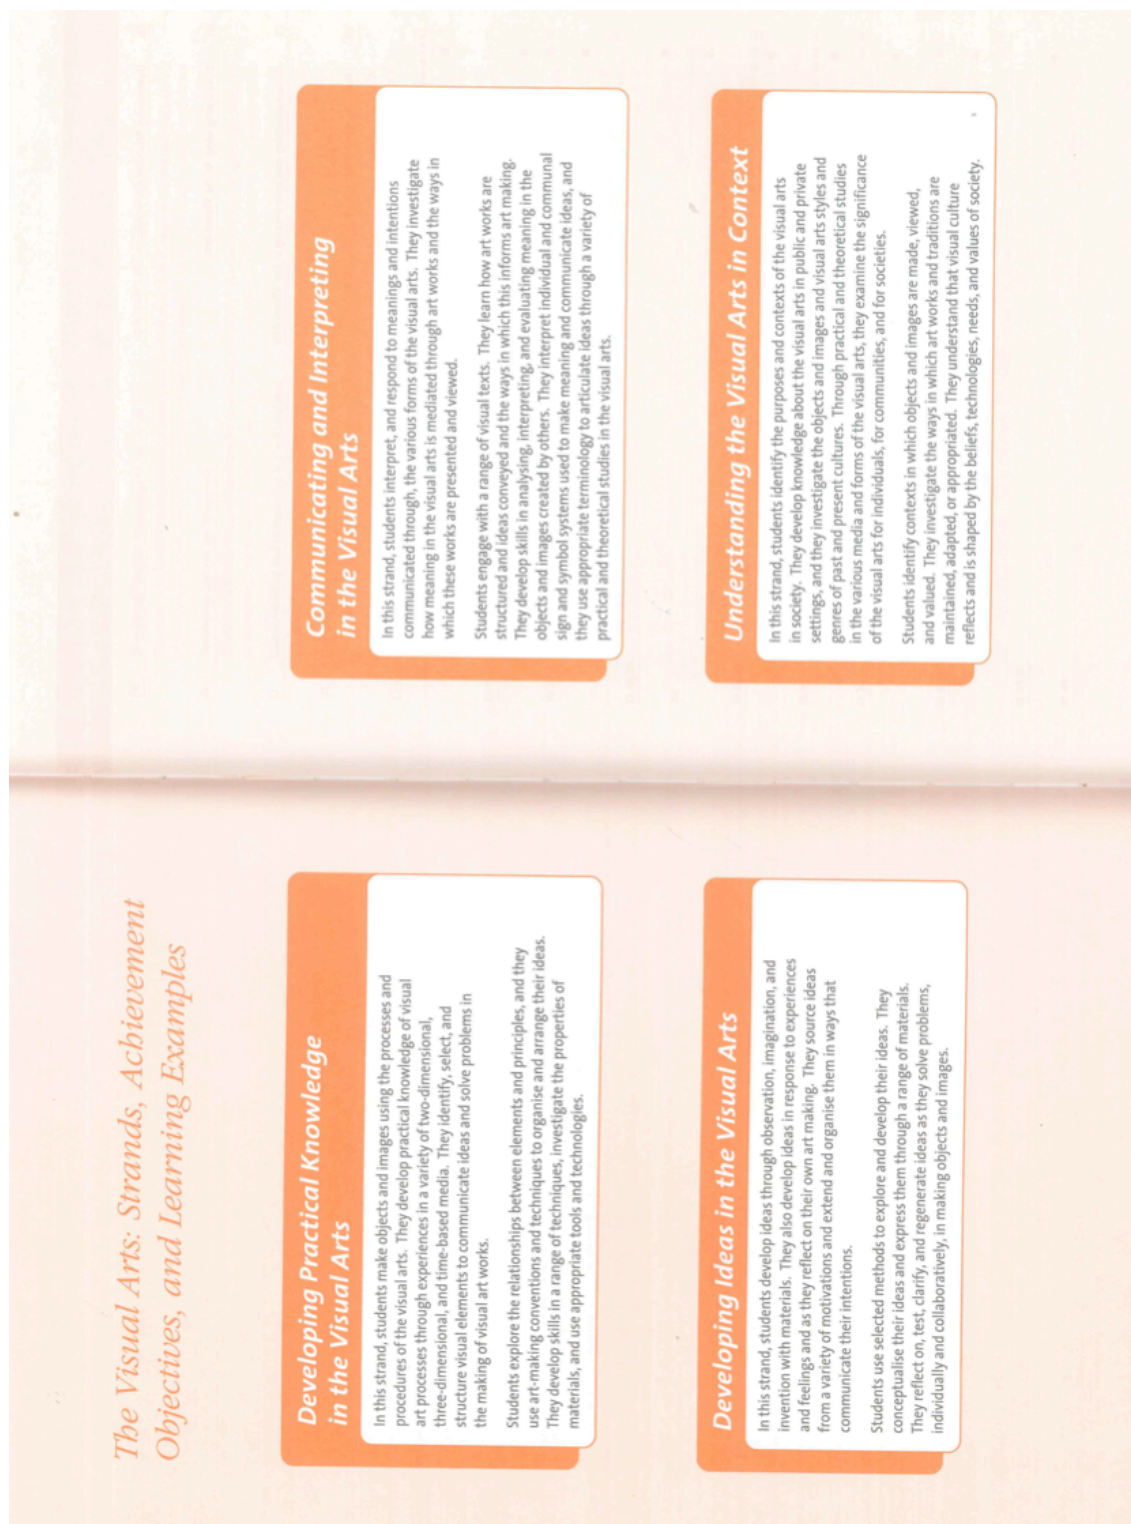 The Visual Arts: Strands, Achievement
Objectives, and Learning Examples
Developing Practical Knowledge
in the Visual Arts
In this strand, students make objects and images using the processes and
procedures of the visual arts. They develop practical knowledge of visual
art processes through experiences in a variety of two-dimensional,
three-dimensional, and time-based media. They identify, select, and
structure visual elements to communicate ideas and solve problems in
the making of visual art works.
Students explore the relationships between elements and principles, and they
use art-making conventions and techniques to organise and arrange their ideas.
They develop skills in a range of techniques, investigate the properties of
materials, and use appropriate tools and technologies.
Developing Ideas in the Visual Arts
In this strand, students develop ideas through observation, imagination, and
invention with materials. They also develop ideas in response to experiences
and feelings and as they reflect on their own art making. They source ideas
from a variety of motivations and extend and organise them in ways that
communicate their intentions.
Students use selected methods to explore and develop their ideas. They
conceptualise their ideas and express them through a range of materials.
They reflect on, test, clarify, and regenerate ideas as they solve problems,
individually and collaboratively, in making objects and images.
Communicating and Interpreting
in the Visual Arts
In this strand, students interpret, and respond to meanings and intentions
communicated through, the various forms of the visual arts. They investigate
how meaning in the visual arts is mediated through art works and the ways in
which these works are presented and viewed.
Students engage with a range of visual texts. They learn how art works are
structured and ideas conveyed and the ways in which this informs art making.
They develop skills in analysing, interpreting, and evaluating meaning in the
objects and images created by others. They interpret individual and communal
sign and symbol systems used to make meaning and communicate ideas, and
they use appropriate terminology to articulate ideas through a variety of
practical and theoretical studies in the visual arts.
Understanding the Visual Arts in Context
In this strand, students identify the purposes and contexts of the visual arts
in society. They develop knowledge about the visual arts in public and private
settings, and they investigate the objects and images and visual arts styles and
genres of past and present cultures. Through practical and theoretical studies
in the various media and forms of the visual arts, they examine the significance
of the visual arts for individuals, for communities, and for societies.
Students identify contexts in which objects and images are made, viewed,
and valued. They investigate the ways in which art works and traditions are
maintained, adapted, or appropriated. They understand that visual culture
reflects and is shaped by the beliefs, technologies, needs, and values of society.